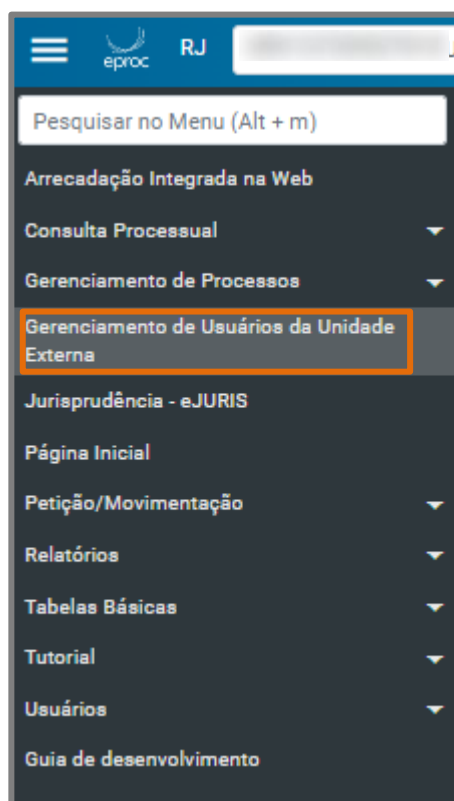 eproc
RJ
Pesquisar no Menu (Alt + m)
Arrecadação Integrada na Web
Consulta Processual
Gerenciamento de Processos
Gerenciamento de Usuários da Unidade
Externa
Jurisprudência - eJURIS
Página Inicial
Petição/Movimentação
Relatórios
Tabelas Básicas
Tutorial
Usuários
Guia de desenvolvimento